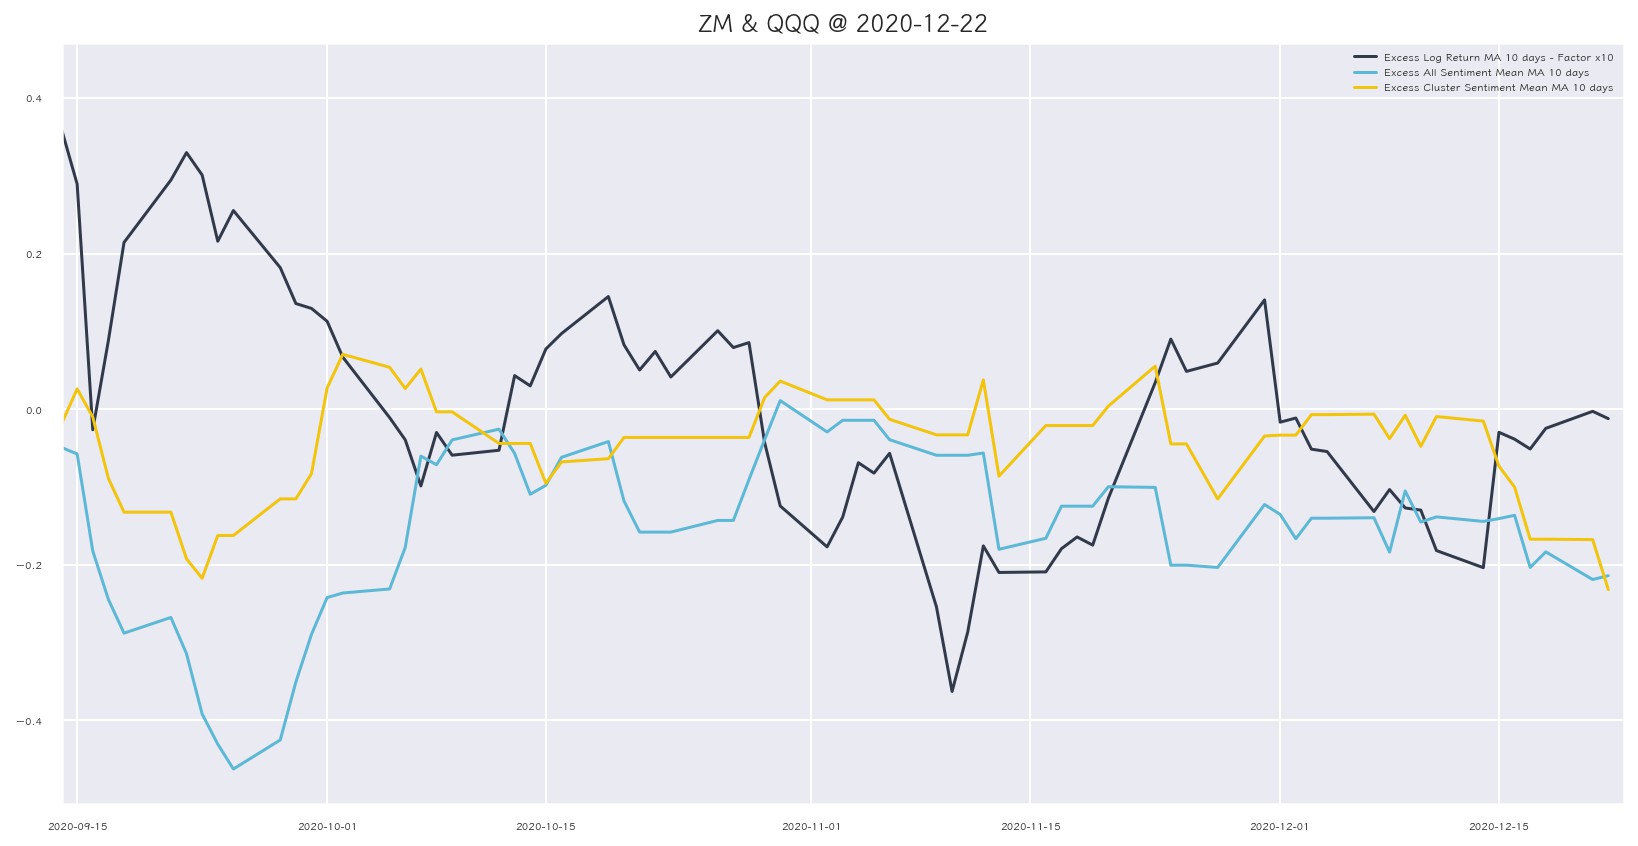 ZM & QQQ @ 2020-12-22
Excess Log Return MA 10 days - Factor x10
Excess All Sentiment Mean MA 10 days
Excess Cluster Sentiment Mean MA 10 days
0.4
0.2
0.0
−0.2
−0.4
2020-09-15 2020-10-01 2020-10-15 2020-11-01 2020-11-15 2020-12-01 2020-12-15